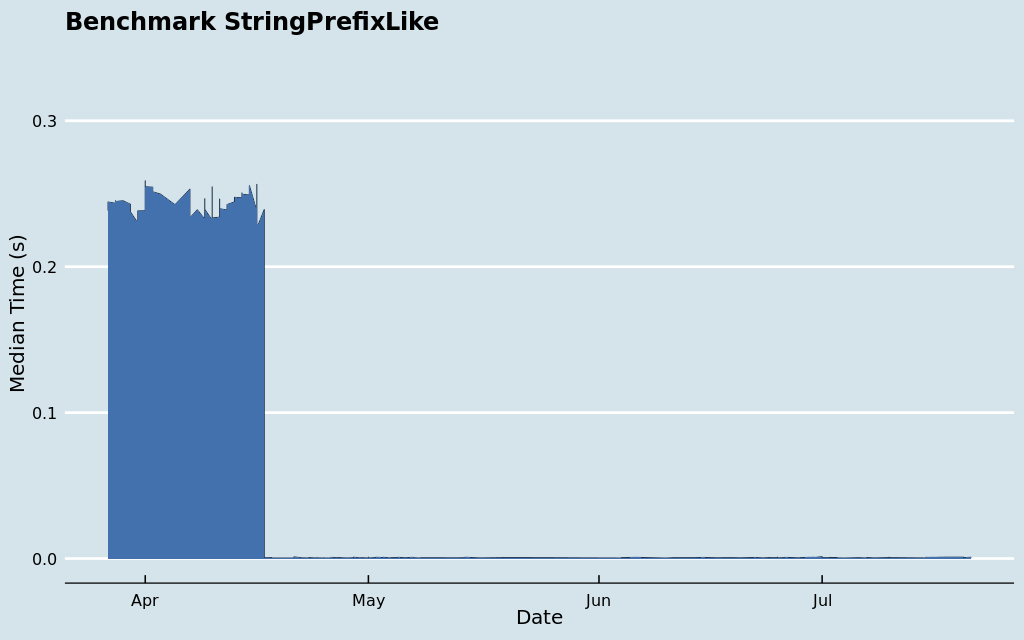 Benchmark StringPrefixLike
0.3
0.2
0.1
0.0
Median Time (s)
Apr May Jun Jul
Date